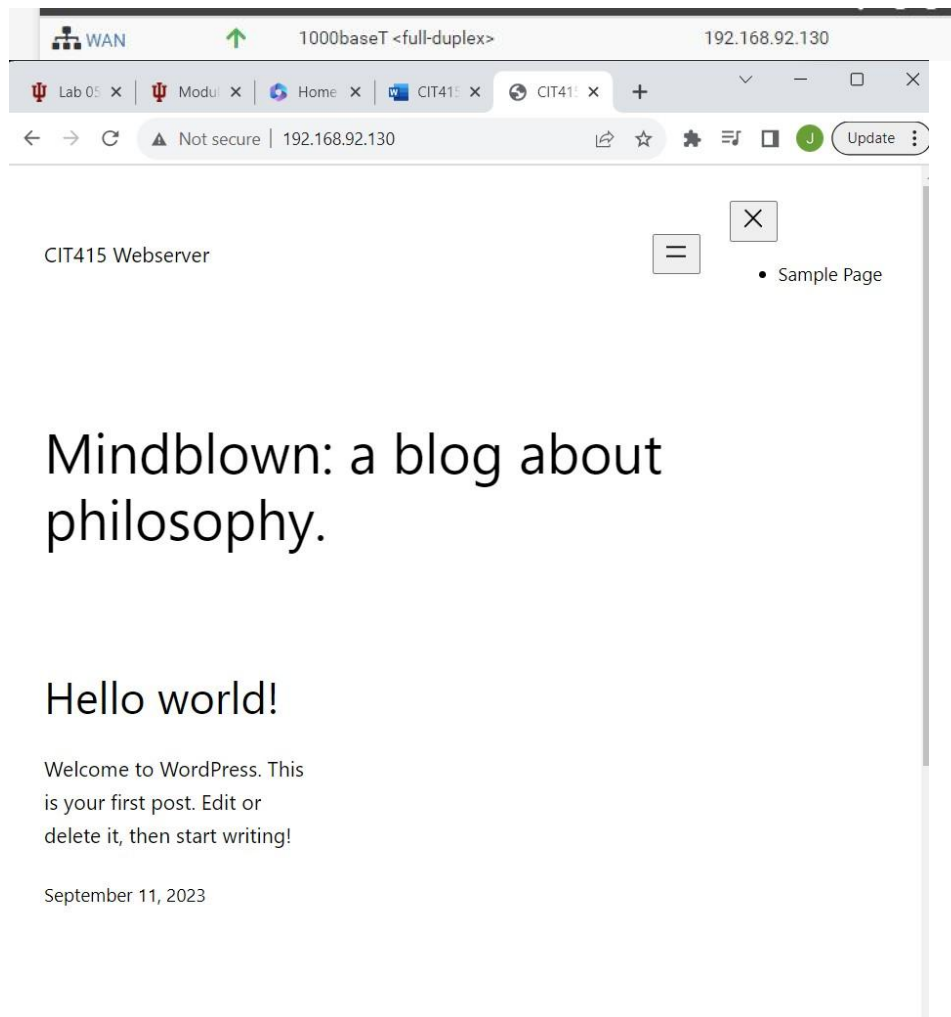 WAN 1000baseT <full-duplex> 192.168.92.130
Lab 05 Modul Home CIT415 CIT415
Not secure | 192.168.92.130 J Update
CIT415 Webserver
Sample Page
Mindblown: a blog about
philosophy.
Hello world!
Welcome to WordPress. This
is your first post. Edit or
delete it, then start writing!
September 11, 2023